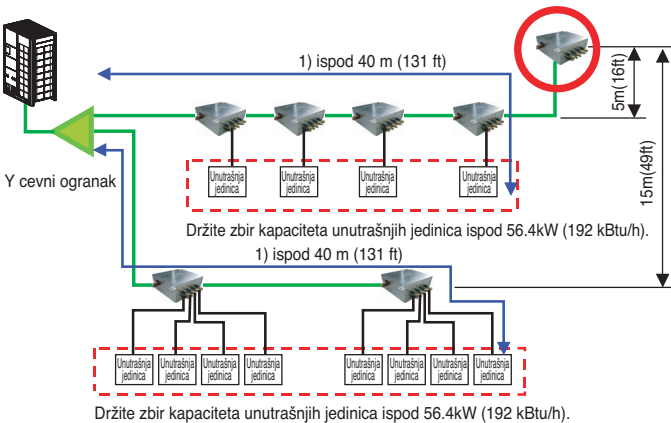 1) ispod 40 m (131 ft)
5m(16ft)
15m(49ft)
Y cevni ogranak
Unutrašnja
jedinica
Unutrašnja
jedinica
Unutrašnja
jedinica
Unutrašnja
jedinica
Držite zbir kapaciteta unutrašnjih jedinica ispod 56.4kW (192 kBtu/h).
1) ispod 40 m (131 ft)
Unutrašnja
jedinica
Unutrašnja
jedinica
Unutrašnja
jedinica
Unutrašnja
jedinica
Unutrašnja
jedinica
Unutrašnja
jedinica
Unutrašnja
jedinica
Unutrašnja
jedinica
Držite zbir kapaciteta unutrašnjih jedinica ispod 56.4kW (192 kBtu/h).